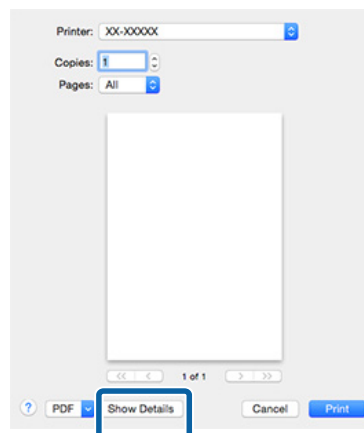 Printer: XX-XXXXX
Copies: 1
Pages: All
<< < 1 of 1 > >>
? PDF Show Details Cancel Print